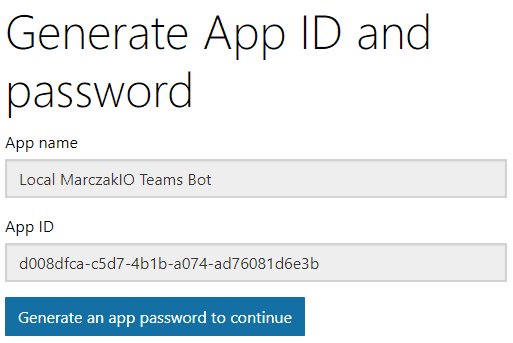 Generate App ID and
password
App name
Local MarczakIO Teams Bot
App ID
d008dfca-c5d7-4b1b-a074-ad76081d6e3b
Generate an app password to continue